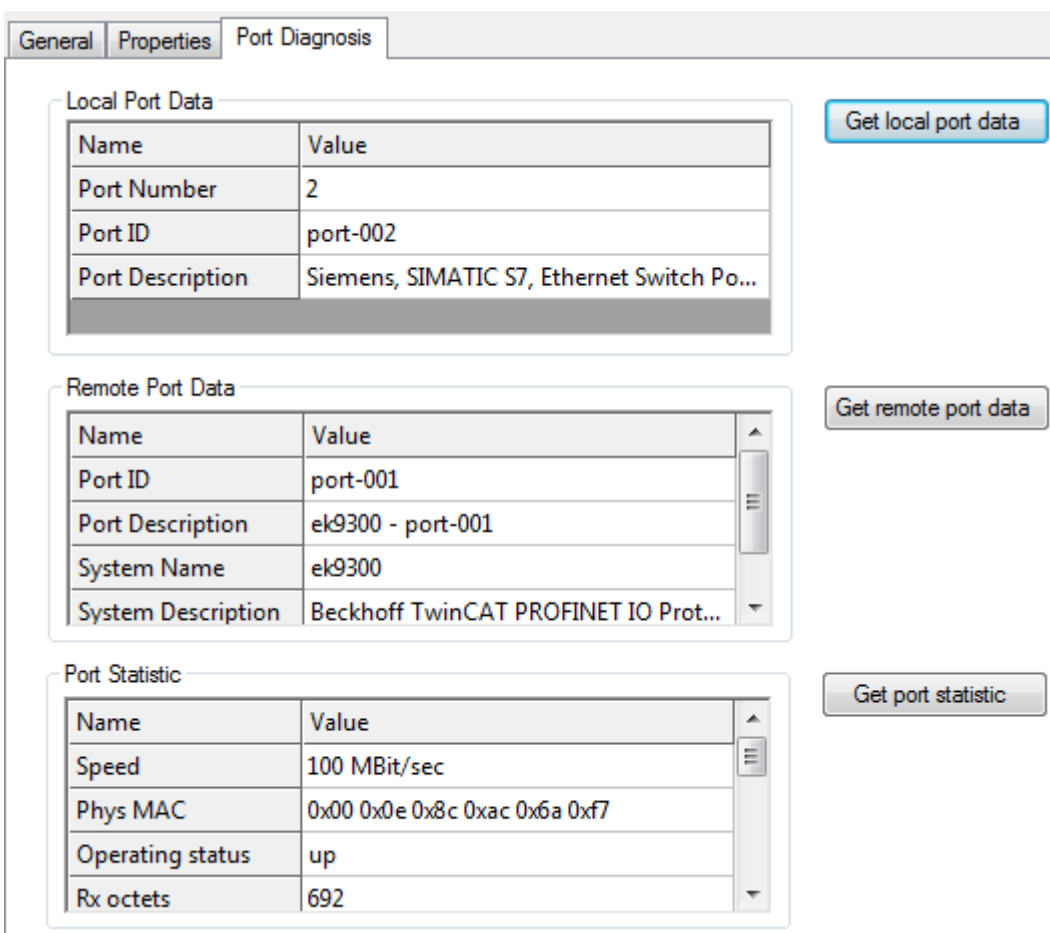 General Properties Port Diagnosis
Local Port Data
Get local port data
Name Value
Port Number 2
Port ID port-002
Port Description Siemens, SIMATIC S7, Ethernet Switch Po...
Remote Port Data
Get remote port data
Name Value
Port ID port-001
Port Description ek9300 - port-001
System Name ek9300
System Description Beckhoff TwinCAT PROFINET IO Prot...
Port Statistic
Get port statistic
Name Value
Speed 100 MBit/sec
Phys MAC 0x00 0x0e 0x8c 0xac 0x6a 0xf7
Operating status up
Rx octets 692